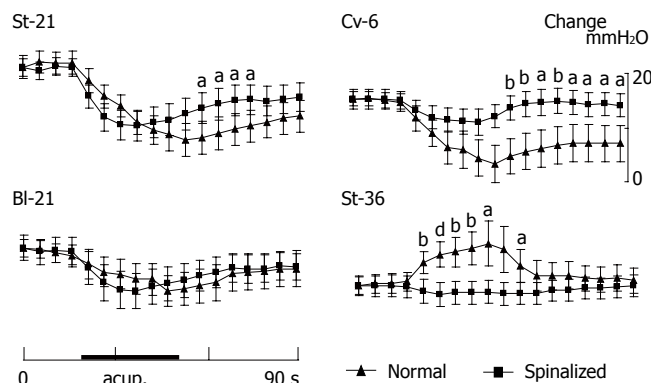 St-21
a a a a
Cv-6
Change
mmH₂O
b b a b a a a a
20
0
Bl-21
St-36
b d b b a a
0 acup. 90 s
Normal Spinalized